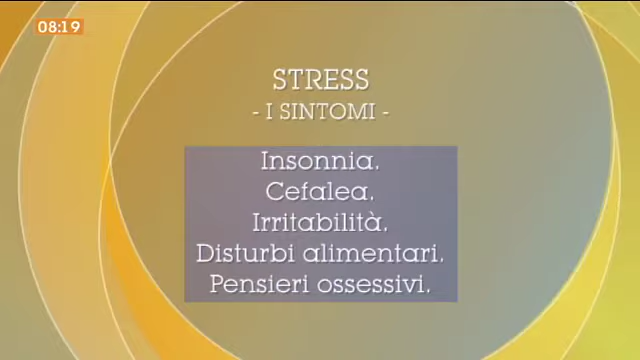 08:19
STRESS
- I SINTOMI -
Insonnia.
Cefalea.
Irritabilità.
Disturbi alimentari.
Pensieri ossessivi.